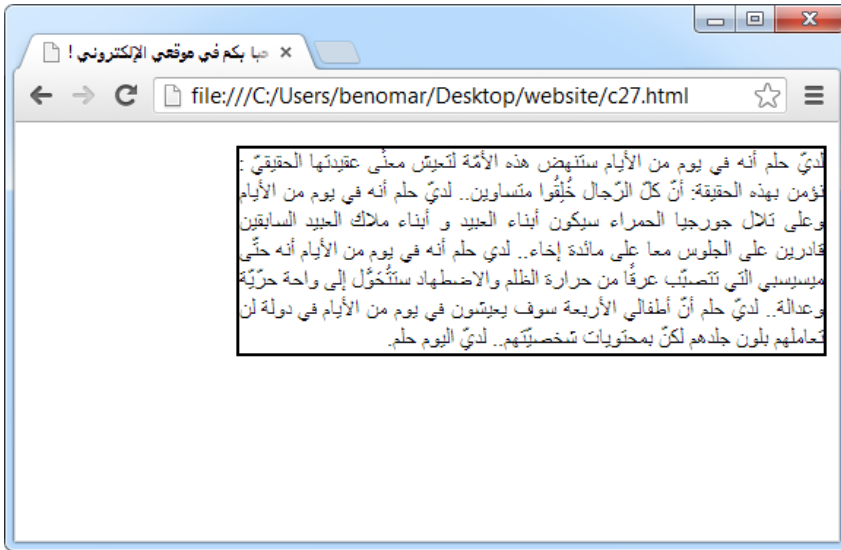 حبا بكم في موقعي الإلكتروني !
file:///C:/Users/benomar/Desktop/website/c27.html
لديّ حلم أنه في يوم من الأيام ستنهض هذه الأمّة لتعيش معنًى عقيدتها الحقيقيّ :
نؤمن بهذه الحقيقة: أنّ كلّ الرّجال خُلِقُوا متساوين.. لديّ حلم أنه في يوم من الأيام
وعلى تلال جورجيا الحمراء سيكون أبناء العبيد و أبناء ملاك العبيد السابقين
قادرين على الجلوس معا على مائدة إخاء.. لدي حلم أنه في يوم من الأيام أنه حتّى
ميسيسبي التي تتصبّب عرقًا من حرارة الظلم والاضطهاد ستتُحَوَّل إلى واحة حرّيّة
وعدالة.. لديّ حلم أنّ أطفالي الأربعة سوف يعيشون في يوم من الأيام في دولة لن
تعاملهم بلون جلدهم لكنّ بمحتويات شخصيّتهم.. لديّ اليوم حلم.